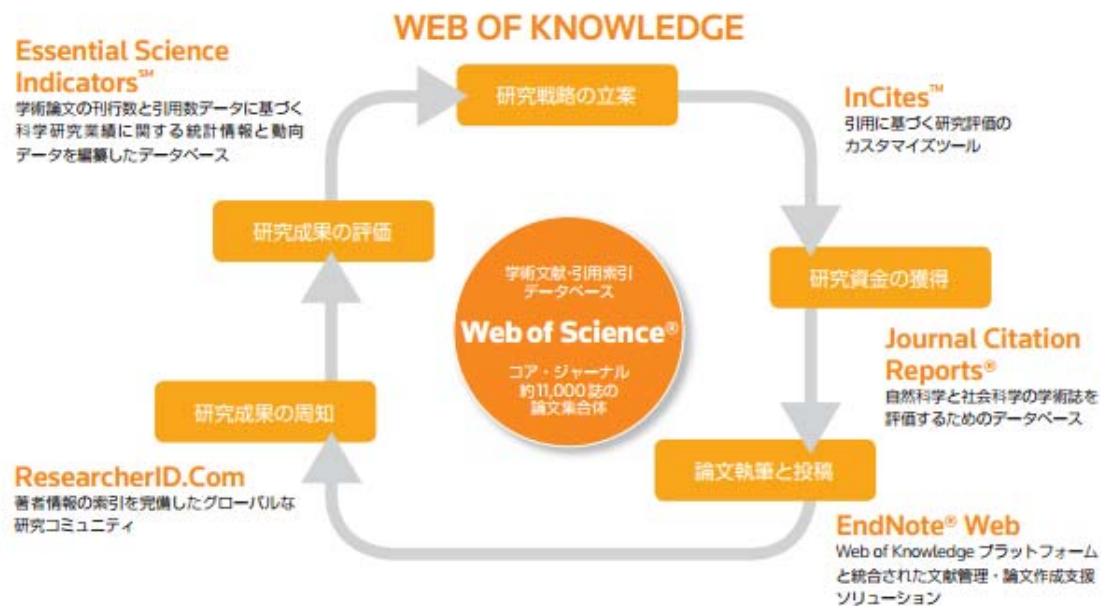 WEB OF KNOWLEDGE
Essential Science
Indicators℠
学術論文の刊行数と引用数データに基づく
科学研究業績に関する統計情報と動向
データを編纂したデータベース
研究戦略の立案
InCites™
引用に基づく研究評価の
カスタマイズツール
研究成果の評価
研究資金の獲得
学術文献・引用索引
データベース
Web of Science®
コア・ジャーナル
約11,000誌の
論文集合体
Journal Citation
Reports®
自然科学と社会科学の学術誌を
評価するためのデータベース
研究成果の周知
論文執筆と投稿
ResearcherID.Com
著者情報の索引を完備したグローバルな
研究コミュニティ
EndNote® Web
Web of Knowledge プラットフォーム
と統合された文献管理・論文作成支援
ソリューション